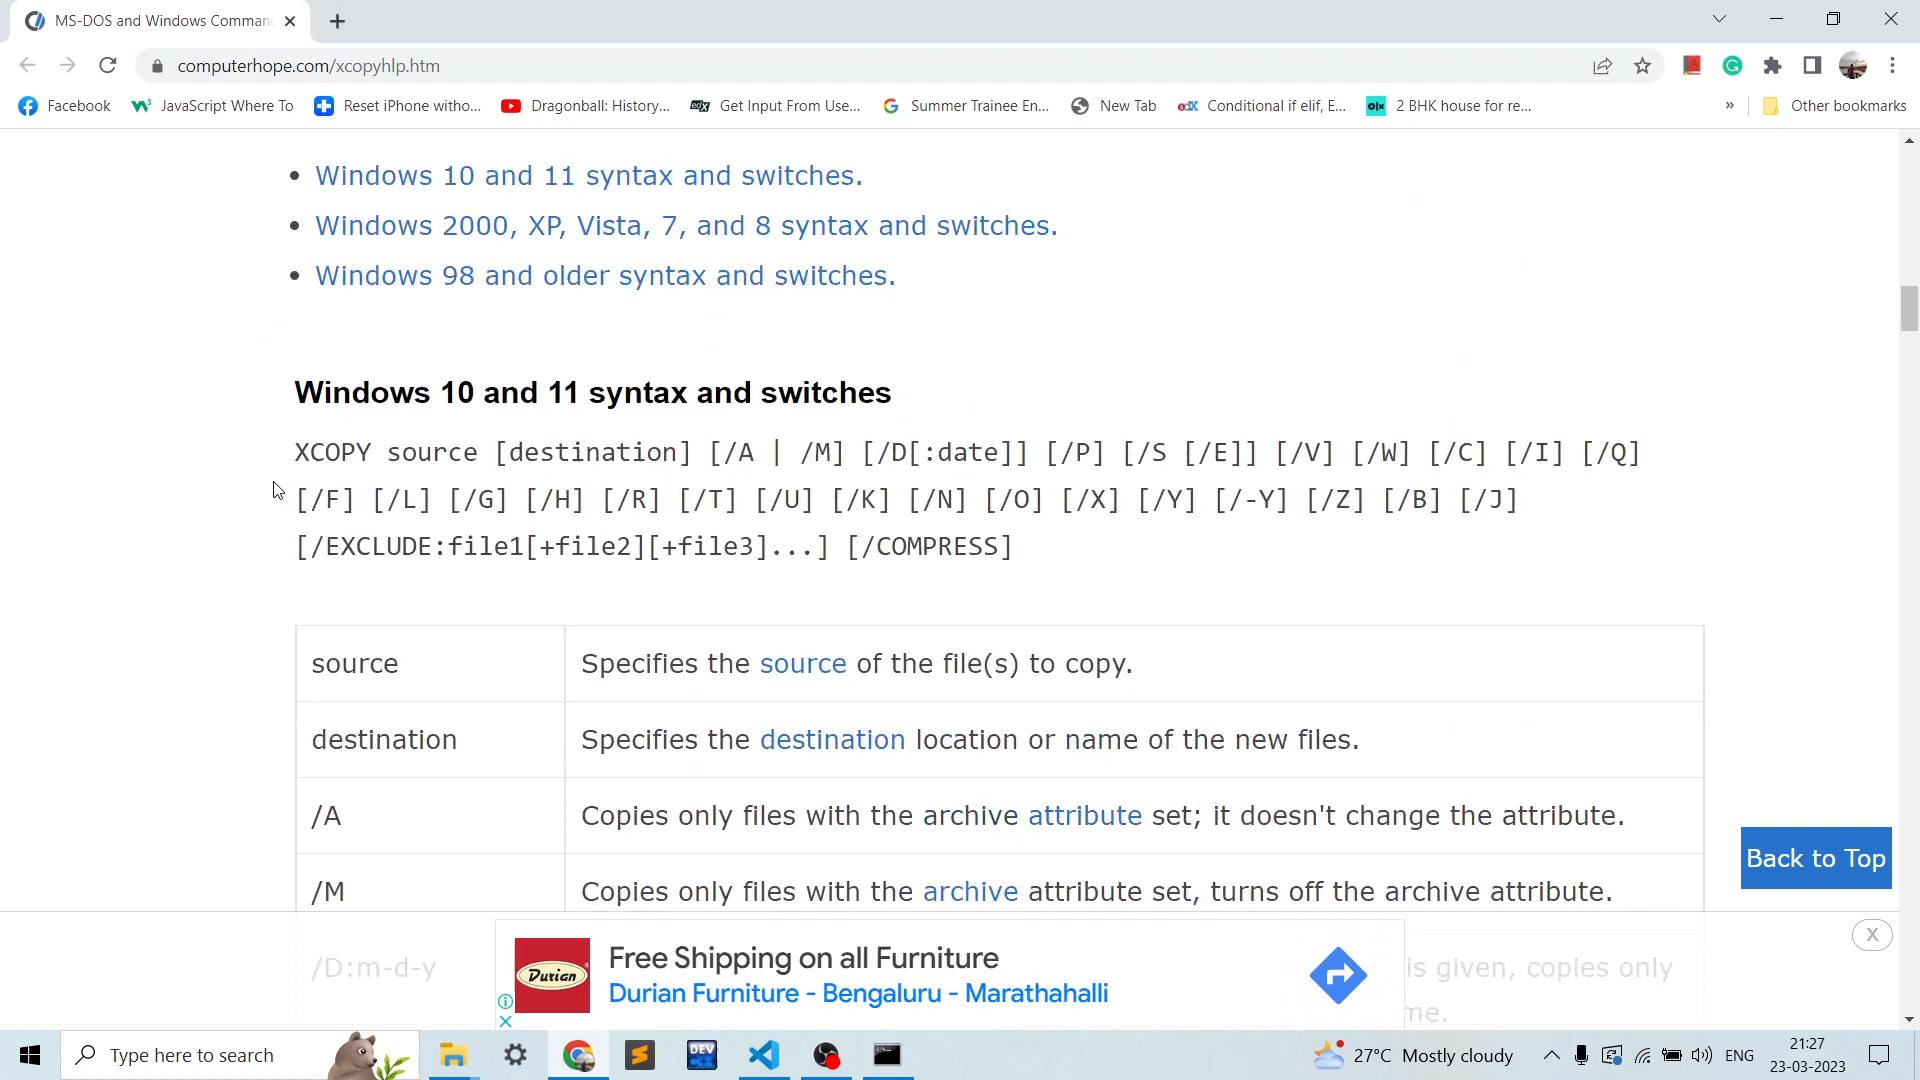 MS-DOS and Windows Comman
computerhope.com/xcopyhlp.htm
Facebook
JavaScript Where To
Reset iPhone witho...
Dragonball: History...
edX
Get Input From Use...
Summer Trainee En...
New Tab
edX
Conditional if elif, E...
olx
2 BHK house for re...
»
Other bookmarks
• Windows 10 and 11 syntax and switches.
• Windows 2000, XP, Vista, 7, and 8 syntax and switches.
• Windows 98 and older syntax and switches.
Windows 10 and 11 syntax and switches
XCOPY source [destination] [/A | /M] [/D[:date]] [/P] [/S [/E]] [/V] [/W] [/C] [/I] [/Q]
[/F] [/L] [/G] [/H] [/R] [/T] [/U] [/K] [/N] [/O] [/X] [/Y] [/-Y] [/Z] [/B] [/J]
[/EXCLUDE:file1[+file2][+file3]...] [/COMPRESS]
source
Specifies the source of the file(s) to copy.
destination
Specifies the destination location or name of the new files.
/A
Copies only files with the archive attribute set; it doesn't change the attribute.
/M
Copies only files with the archive attribute set, turns off the archive attribute.
Back to Top
X
/D:m-d-y
is given, copies only
me.
Durian
Free Shipping on all Furniture
Durian Furniture - Bengaluru - Marathahalli
Type here to search
DEV
C++
27°C Mostly cloudy
ENG
21:27
23-03-2023